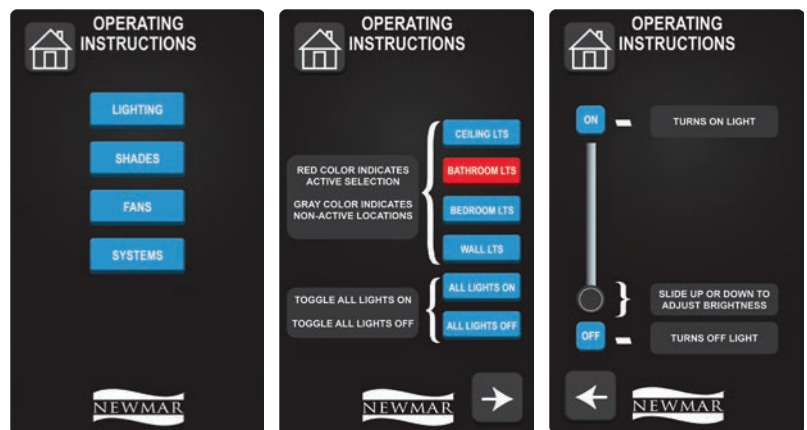 OPERATING
INSTRUCTIONS
LIGHTING
SHADES
FANS
SYSTEMS
NEWMAR
OPERATING
INSTRUCTIONS
RED COLOR INDICATES
ACTIVE SELECTION
GRAY COLOR INDICATES
NON-ACTIVE LOCATIONS
CEILING LTS
BATHROOM LTS
BEDROOM LTS
WALL LTS
TOGGLE ALL LIGHTS ON
TOGGLE ALL LIGHTS OFF
ALL LIGHTS ON
ALL LIGHTS OFF
NEWMAR
OPERATING
INSTRUCTIONS
ON
TURNS ON LIGHT
SLIDE UP OR DOWN TO
ADJUST BRIGHTNESS
OFF
TURNS OFF LIGHT
NEWMAR